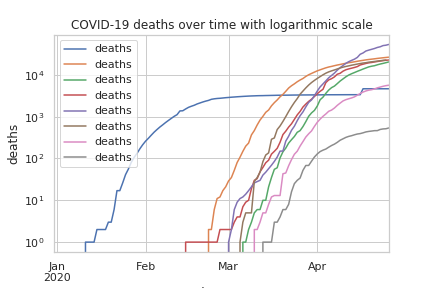 COVID-19 deaths over time with logarithmic scale
deaths
deaths
deaths
deaths
deaths
deaths
deaths
deaths
deaths
10⁴
10³
10²
10¹
10⁰
Jan Feb Mar Apr
2020